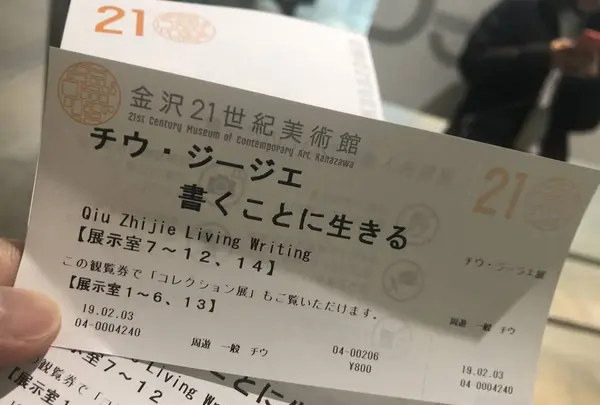 21
金沢21世紀美術館
21st Century Museum of Contemporary Art, Kanazawa
チウ・ジージエ
書くことに生きる
Qiu Zhijie Living Writing
【展示室7～12、14】
この観覧券で「コレクション展」もご覧いただけます。
【展示室1～6、13】
19.02.03
04-0004240
周遊 一般 チウ
04-00206
¥800
21
チウ・ジージエ展
周遊 一般 チウ
19.02.03
04-0004240